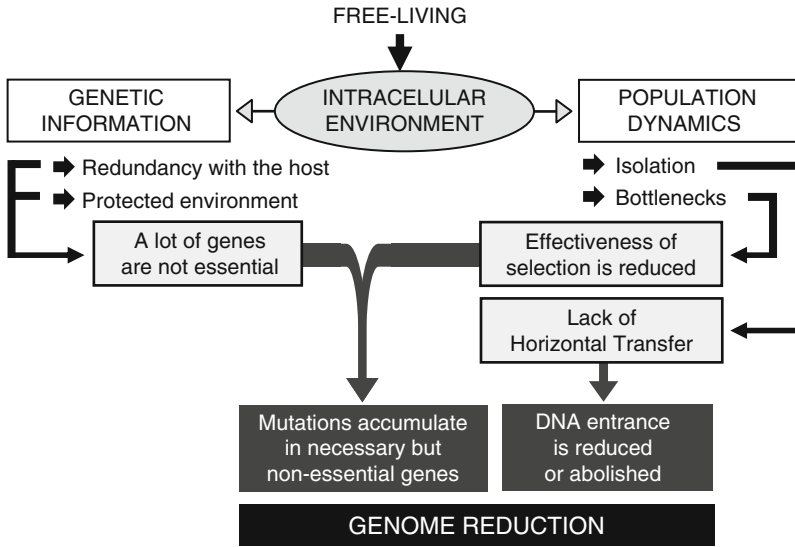 FREE-LIVING
GENETIC
INFORMATION
INTRACELULAR
ENVIRONMENT
POPULATION
DYNAMICS
Redundancy with the host
Protected environment
Isolation
Bottlenecks
A lot of genes
are not essential
Effectiveness of
selection is reduced
Lack of
Horizontal Transfer
Mutations accumulate
in necessary but
non-essential genes
DNA entrance
is reduced
or abolished
GENOME REDUCTION